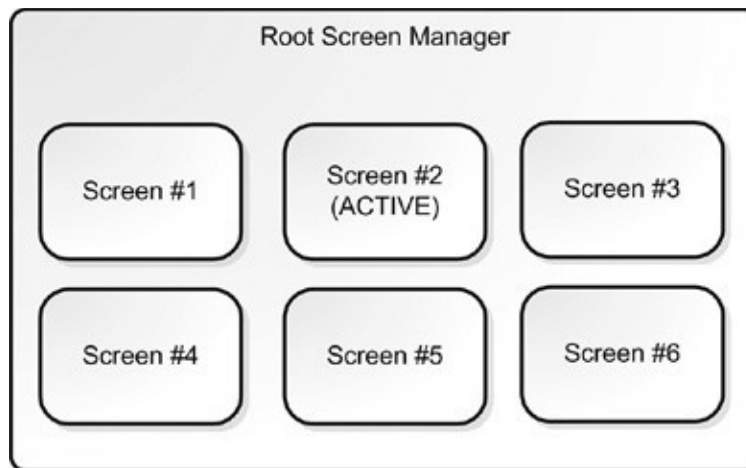 Root Screen Manager
Screen #1
Screen #2
(ACTIVE)
Screen #3
Screen #4
Screen #5
Screen #6